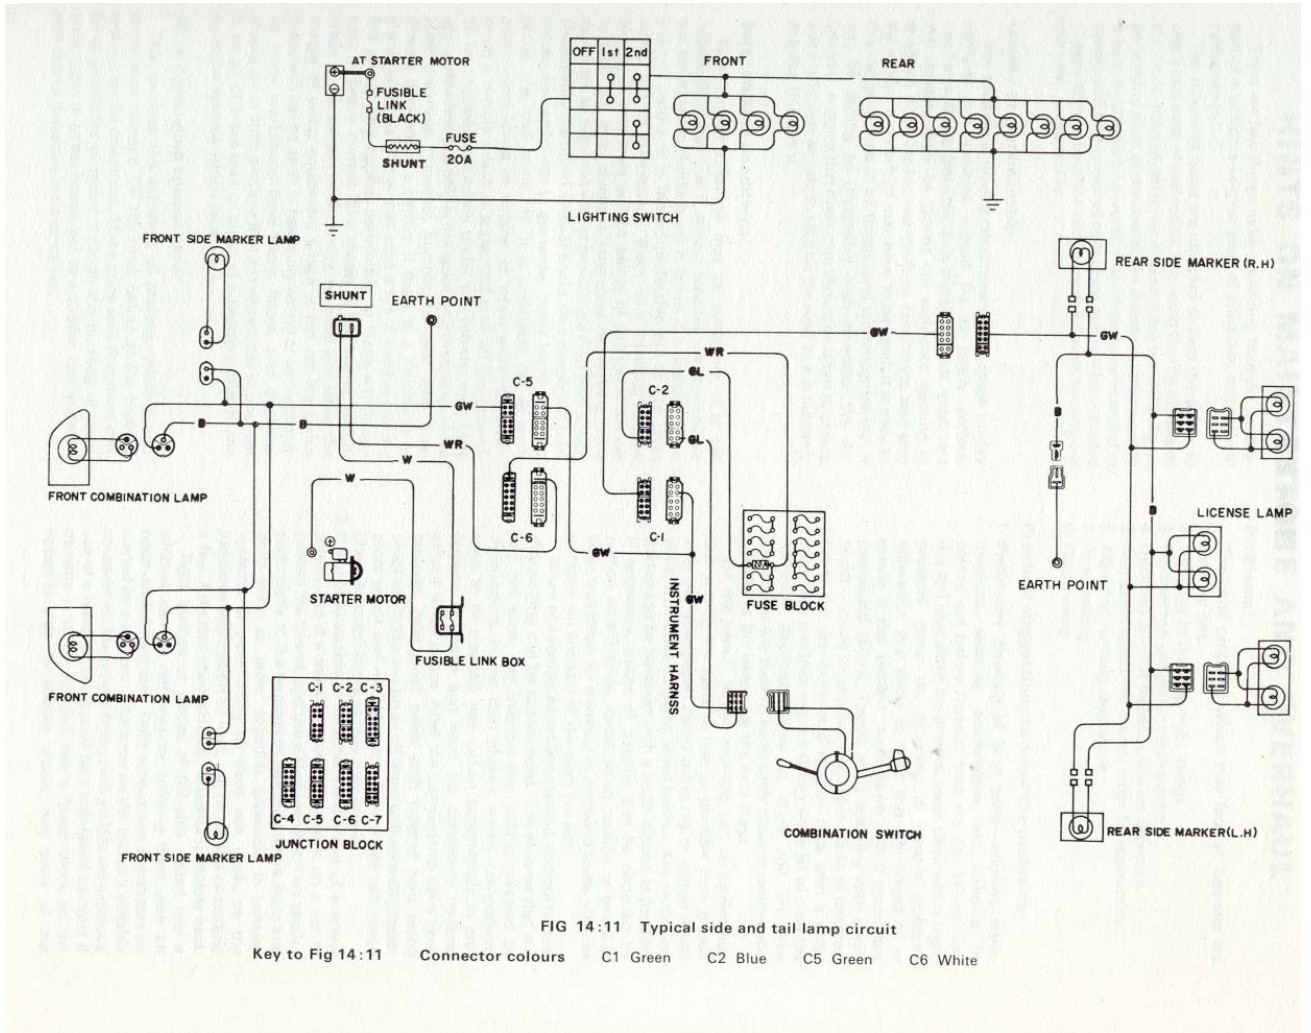 OFF 1st 2nd
AT STARTER MOTOR
FRONT
REAR
FUSIBLE
LINK
(BLACK)
FUSE
20A
SHUNT
LIGHTING SWITCH
FRONT SIDE MARKER LAMP
REAR SIDE MARKER (R.H)
SHUNT
EARTH POINT
GW
GW
WR
GL
C-5
C-2
GW
B
B
WR
GL
B
W
W
FRONT COMBINATION LAMP
C-6
C-1
B
LICENSE LAMP
GW
20A
EARTH POINT
STARTER MOTOR
INSTRUMENT HARNSS
GW
FUSE BLOCK
FUSIBLE LINK BOX
FRONT COMBINATION LAMP
C-1 C-2 C-3
C-4 C-5 C-6 C-7
JUNCTION BLOCK
COMBINATION SWITCH
REAR SIDE MARKER(L.H)
FRONT SIDE MARKER LAMP
FIG 14:11 Typical side and tail lamp circuit
Key to Fig 14:11 Connector colours C1 Green C2 Blue C5 Green C6 White